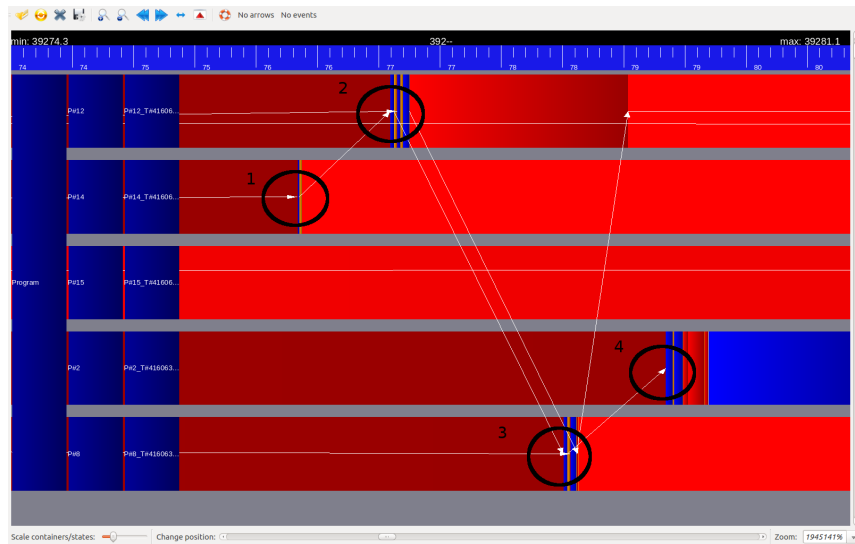 No arrows No events
min: 39274.3 392-- max: 39281.1
74 74 75 75 76 76 77 77 78 78 79 79 80 80
2
P#12 P#12_T#41606...
1
P#14 P#14_T#41606...
Program P#15 P#15_T#41606...
4
P#2 P#2_T#416063...
3
P#8 P#8_T#416063...
Scale containers/states: Change position: Zoom: 1945141%